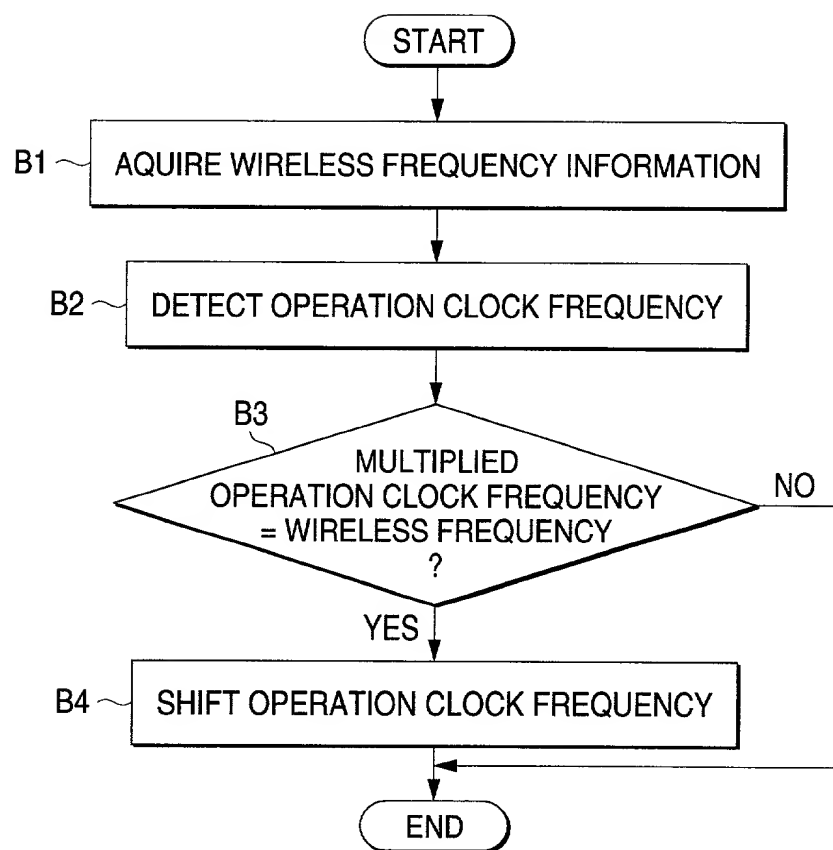 START
B1
AQUIRE WIRELESS FREQUENCY INFORMATION
B2
DETECT OPERATION CLOCK FREQUENCY
B3
MULTIPLIED
OPERATION CLOCK FREQUENCY
= WIRELESS FREQUENCY
?
NO
YES
B4
SHIFT OPERATION CLOCK FREQUENCY
END